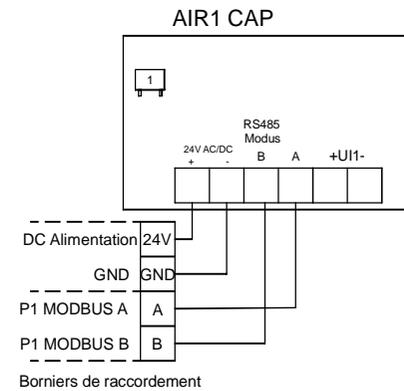 AIR1 CAP
1
RS485
Modus
24V AC/DC
+ - B A +UI1-
DC Alimentation 24V
GND GND
P1 MODBUS A A
P1 MODBUS B B
Borniers de raccordement